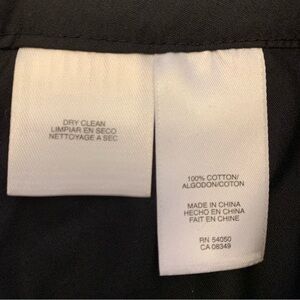 DRY CLEAN
LIMPIAR EN SECO
NETTOYAGE A SEC
100% COTTON/
ALGODON/COTON
MADE IN CHINA
HECHO EN CHINA
FAIT EN CHINE
RN 54050
CA 08349